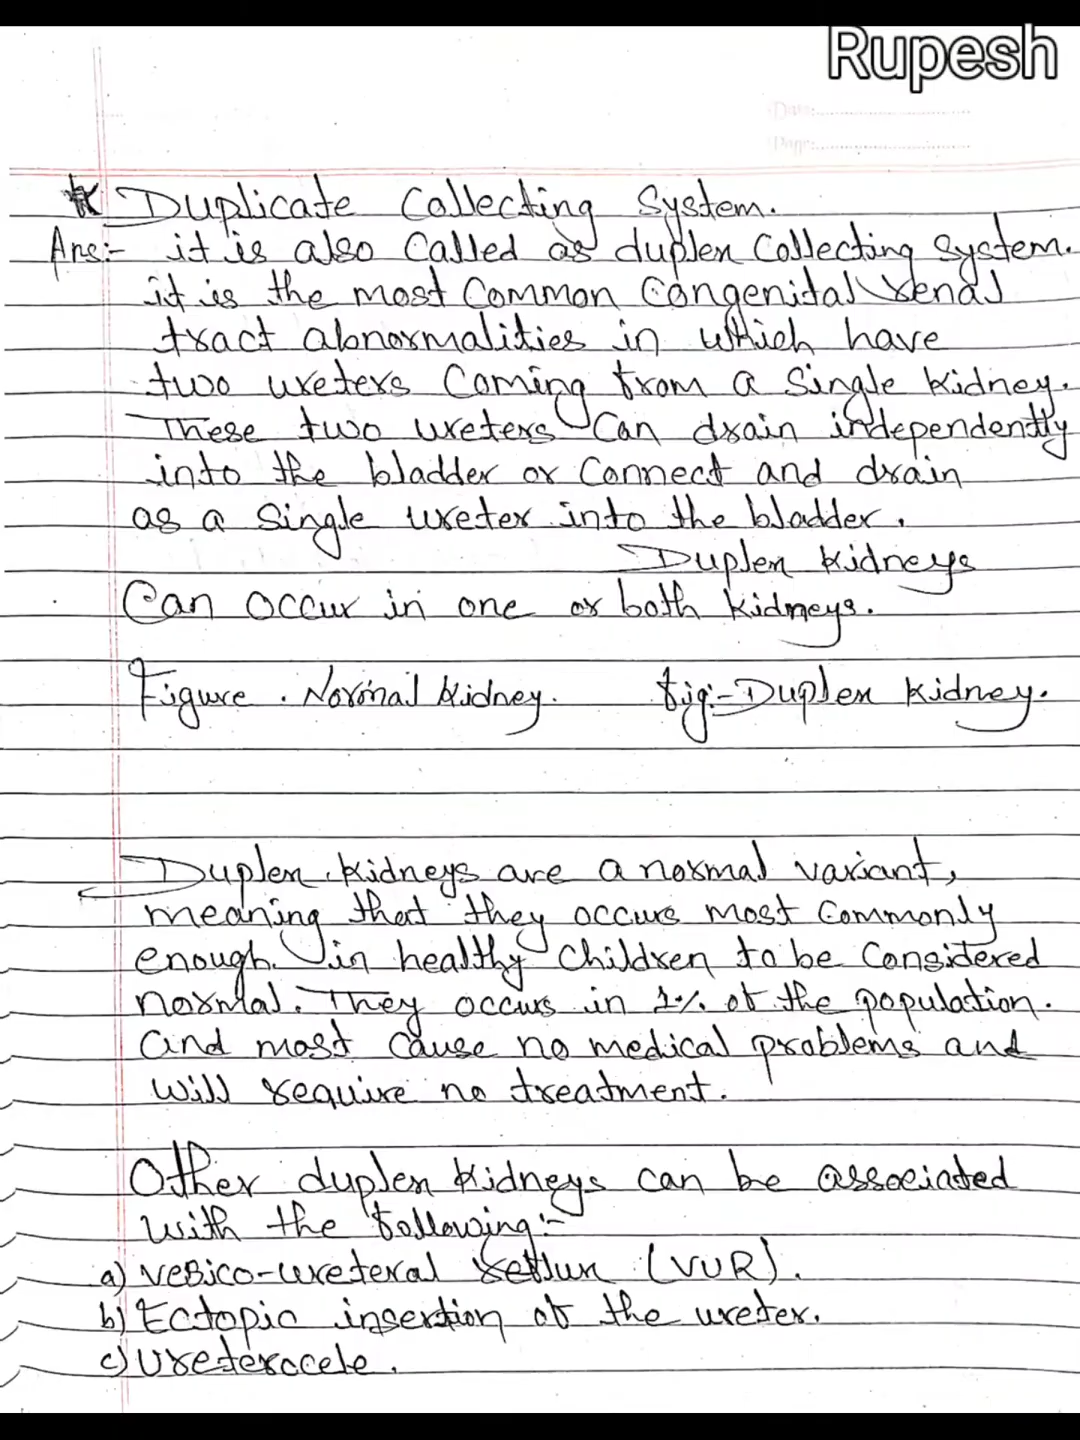 Rupesh
Date:
Page:
* Duplicate Collecting System.
Ans:- it is also called as duplex collecting system.
it is the most common congenital renal
tract abnormalities in which have
two ureters coming from a single kidney.
These two ureters can drain independently
into the bladder or connect and drain
as a single ureter into the bladder.
Duplex kidneys
can occur in one or both kidneys.
Figure . Normal kidney. fig:- Duplex kidney.
Duplex kidneys are a normal variant,
meaning that they occurs most commonly
enough in healthy children to be considered
normal. They occurs in 1% of the population.
and most cause no medical problems and
will require no treatment.
Other duplex kidneys can be associated
with the following:-
a) Vesico-ureteral reflux (VUR).
b) Ectopic insertion of the ureter.
c) Ureterocele.